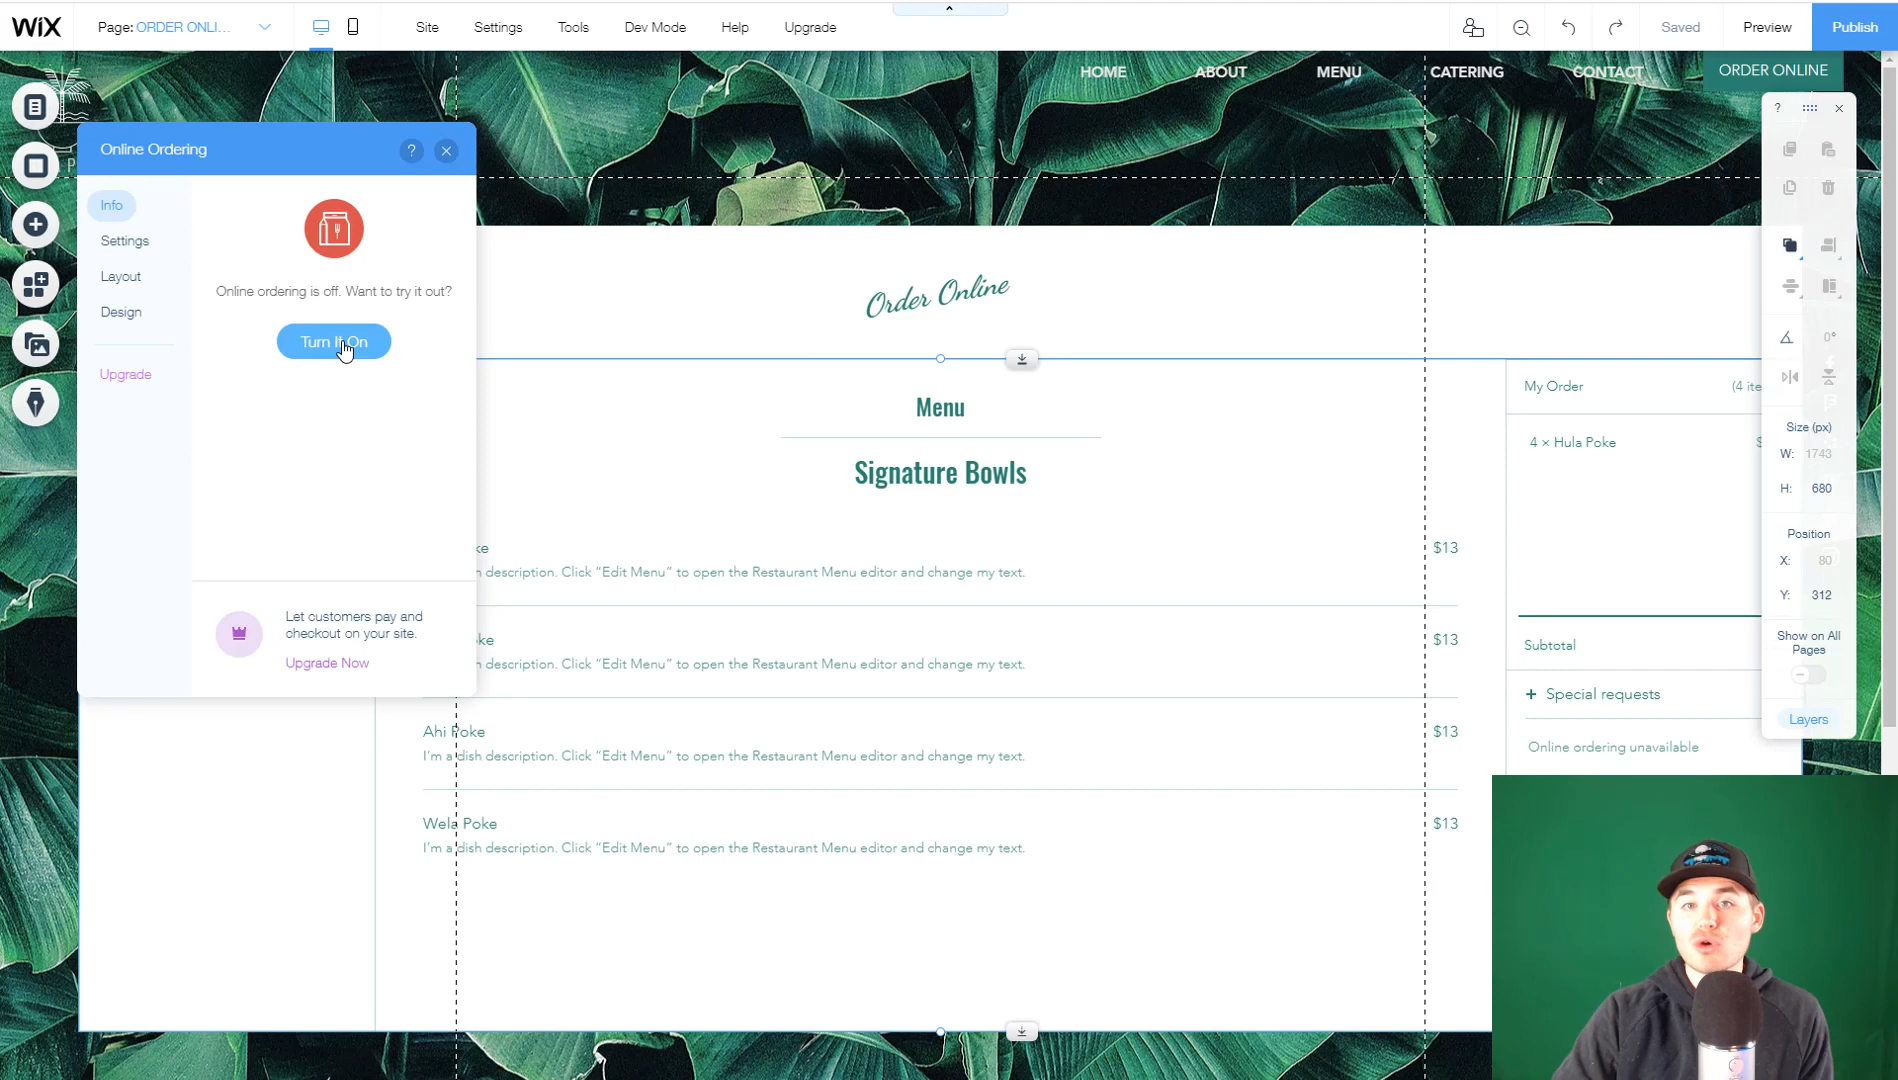 WiX
Page: ORDER ONLI...
Site
Settings
Tools
Dev Mode
Help
Upgrade
Saved
Preview
Publish
HOME
ABOUT
MENU
CATERING
CONTACT
ORDER ONLINE
Online Ordering
?
Info
Settings
Layout
Design
Upgrade
Online ordering is off. Want to try it out?
Turn It On
Let customers pay and
checkout on your site.
Upgrade Now
Order Online
Menu
Signature Bowls
ke
$13
h description. Click “Edit Menu” to open the Restaurant Menu editor and change my text.
ke
$13
h description. Click “Edit Menu” to open the Restaurant Menu editor and change my text.
Ahi Poke
$13
I’m a dish description. Click “Edit Menu” to open the Restaurant Menu editor and change my text.
Wela Poke
$13
I’m a dish description. Click “Edit Menu” to open the Restaurant Menu editor and change my text.
My Order
(4 ite
4 × Hula Poke
$
Subtotal
+ Special requests
Online ordering unavailable
?
0°
Size (px)
W: 1743
H: 680
Position
X: 80
Y: 312
Show on All
Pages
Layers